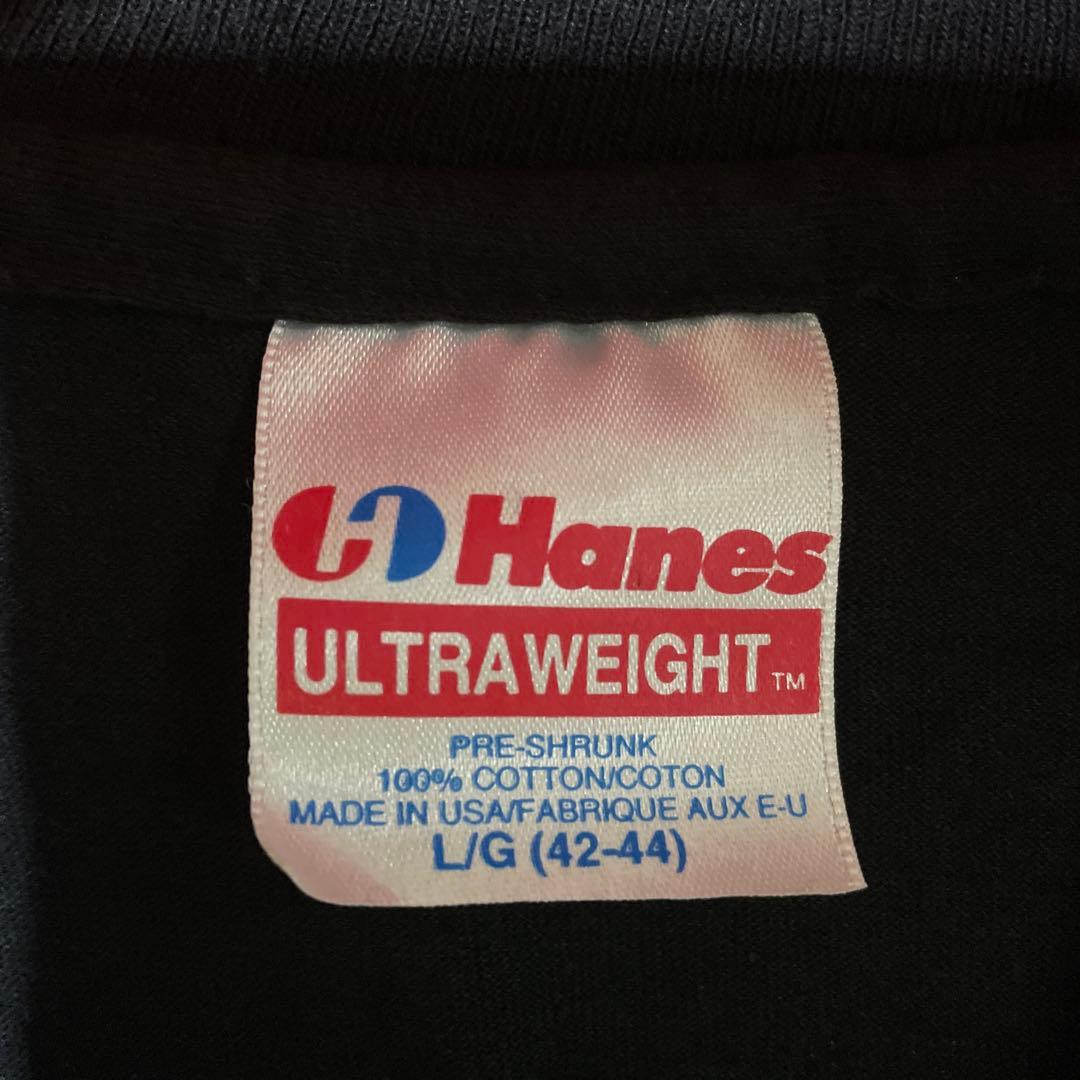 H Hanes
ULTRAWEIGHT™
PRE-SHRUNK
100% COTTON/COTON
MADE IN USA/FABRIQUE AUX E-U
L/G (42-44)